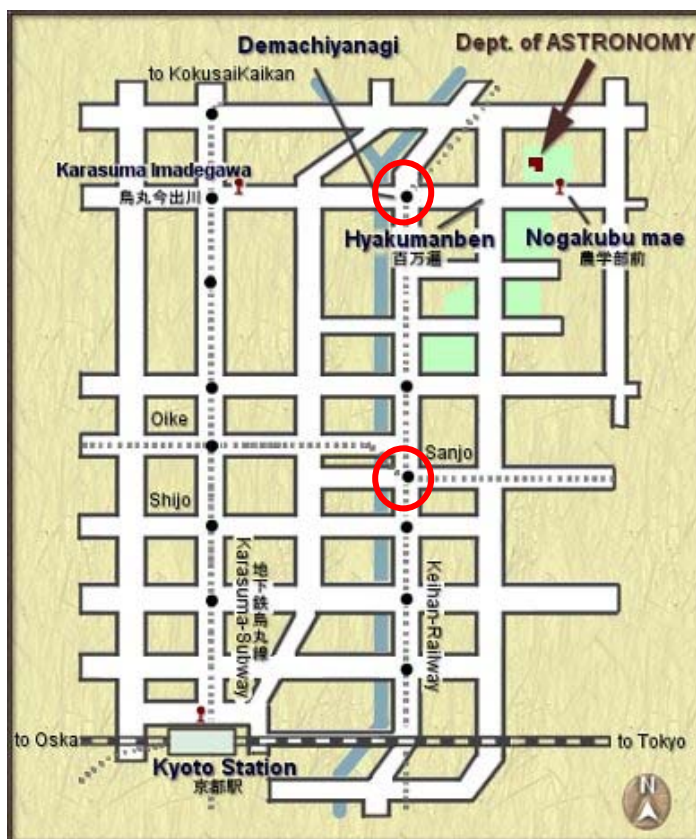 Demachiyanagi
Dept. of ASTRONOMY
to KokusaiKaikan
Karasuma Imadegawa
烏丸今出川
Hyakumanben
百万遍
Nogakubu mae
農学部前
Oike
Sanjo
Shijo
地下鉄烏丸線
Karasuma-Subway
Keihan-Railway
to Oska
to Tokyo
Kyoto Station
京都駅
N